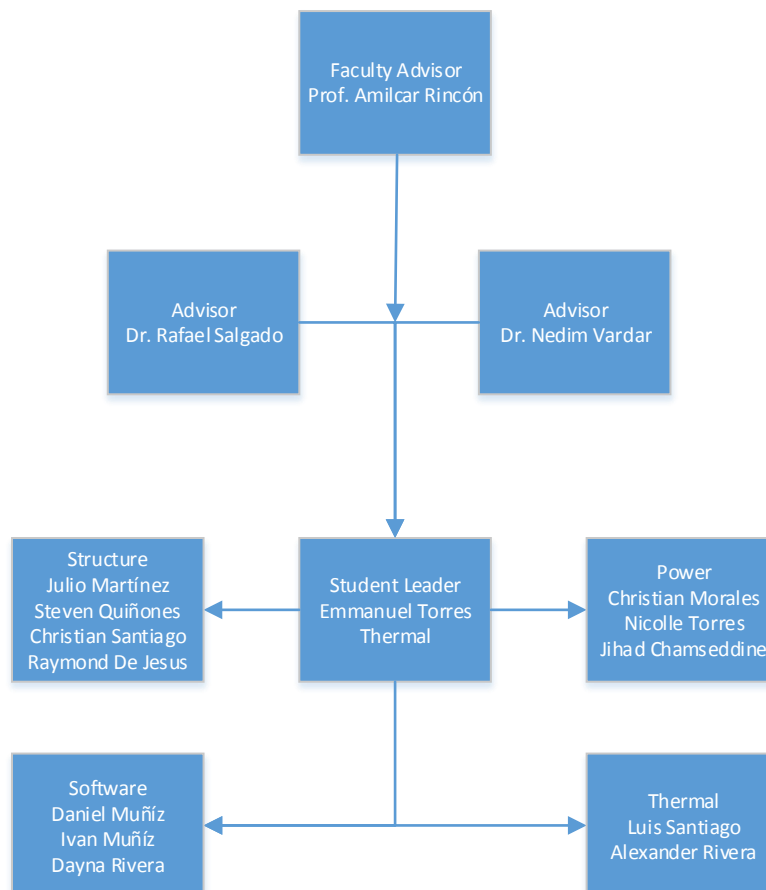 Faculty Advisor
Prof. Amilcar Rincón
Advisor
Dr. Rafael Salgado
Advisor
Dr. Nedim Vardar
Structure
Julio Martínez
Steven Quiñones
Christian Santiago
Raymond De Jesus
Student Leader
Emmanuel Torres
Thermal
Power
Christian Morales
Nicolle Torres
Jihad Chamseddine
Software
Daniel Muñíz
Ivan Muñíz
Dayna Rivera
Thermal
Luis Santiago
Alexander Rivera